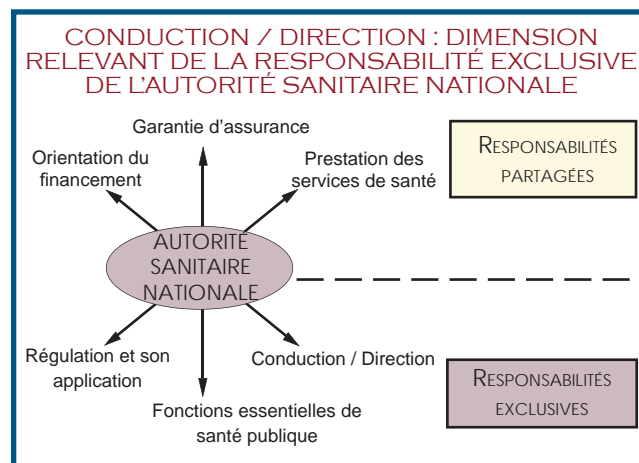 CONDUCTION / DIRECTION : DIMENSION
RELEVANT DE LA RESPONSABILITÉ EXCLUSIVE
DE L'AUTORITÉ SANITAIRE NATIONALE
Garantie d'assurance
Orientation du
financement
Prestation des
services de santé
RESPONSABILITÉS
PARTAGÉES
AUTORITÉ
SANITAIRE
NATIONALE
Régulation et son
application
Conduction / Direction
Fonctions essentielles de
santé publique
RESPONSABILITÉS
EXCLUSIVES